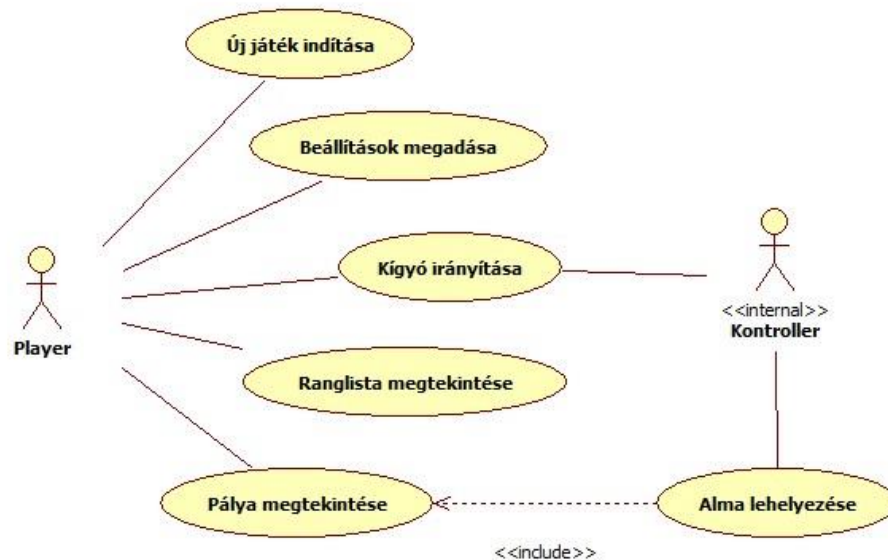 Új játék indítása
Beállítások megadása
Kígyó irányítása
<<internal>>
Kontroller
Player
Ranglista megtekintése
Pálya megtekintése
Alma lehelyezése
<<include>>